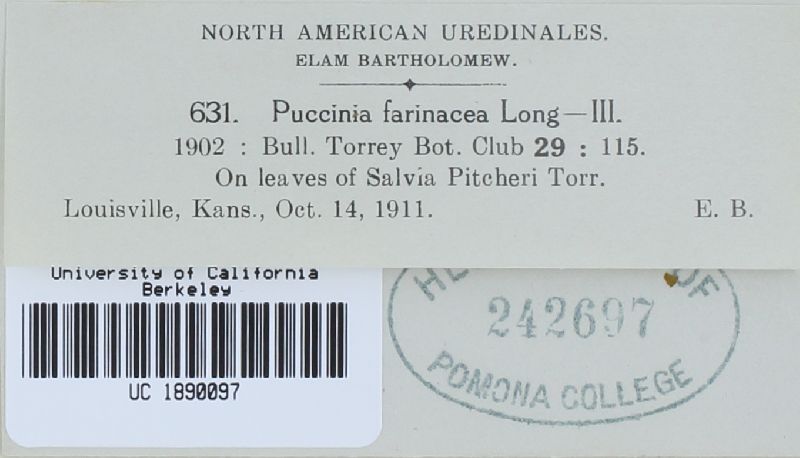 NORTH AMERICAN UREDINALES.
ELAM BARTHOLOMEW.
631. Puccinia farinacea Long—III.
1902 : Bull. Torrey Bot. Club 29 : 115.
On leaves of Salvia Pitcheri Torr.
Louisville, Kans., Oct. 14, 1911. E. B.
University of California
Berkeley
UC 1890097
OF
242697
POMONA COLLEGE